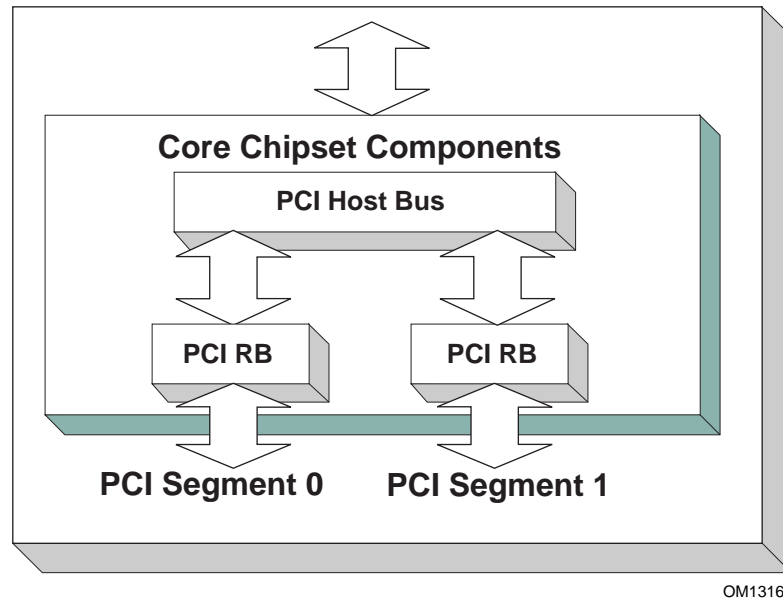 Core Chipset Components
PCI Host Bus
PCI RB PCI RB
PCI Segment 0 PCI Segment 1
OM1316